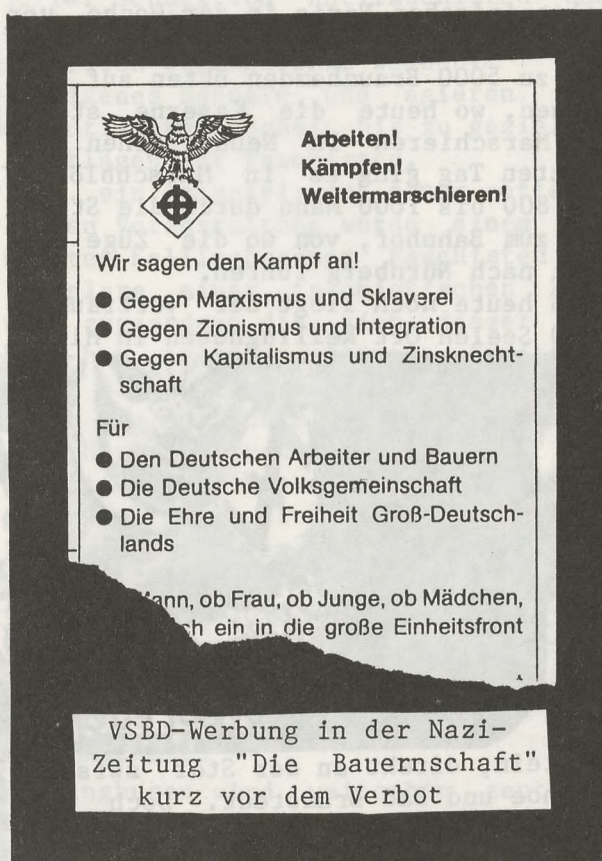 Arbeiten!
Kämpfen!
Weitermarschieren!
Wir sagen den Kampf an!
● Gegen Marxismus und Sklaverei
● Gegen Zionismus und Integration
● Gegen Kapitalismus und Zinsknecht-
schaft
Für
● Den Deutschen Arbeiter und Bauern
● Die Deutsche Volksgemeinschaft
● Die Ehre und Freiheit Groß-Deutsch-
lands
ann, ob Frau, ob Junge, ob Mädchen,
ch ein in die große Einheitsfront
VSBD-Werbung in der Nazi-
Zeitung "Die Bauernschaft"
kurz vor dem Verbot